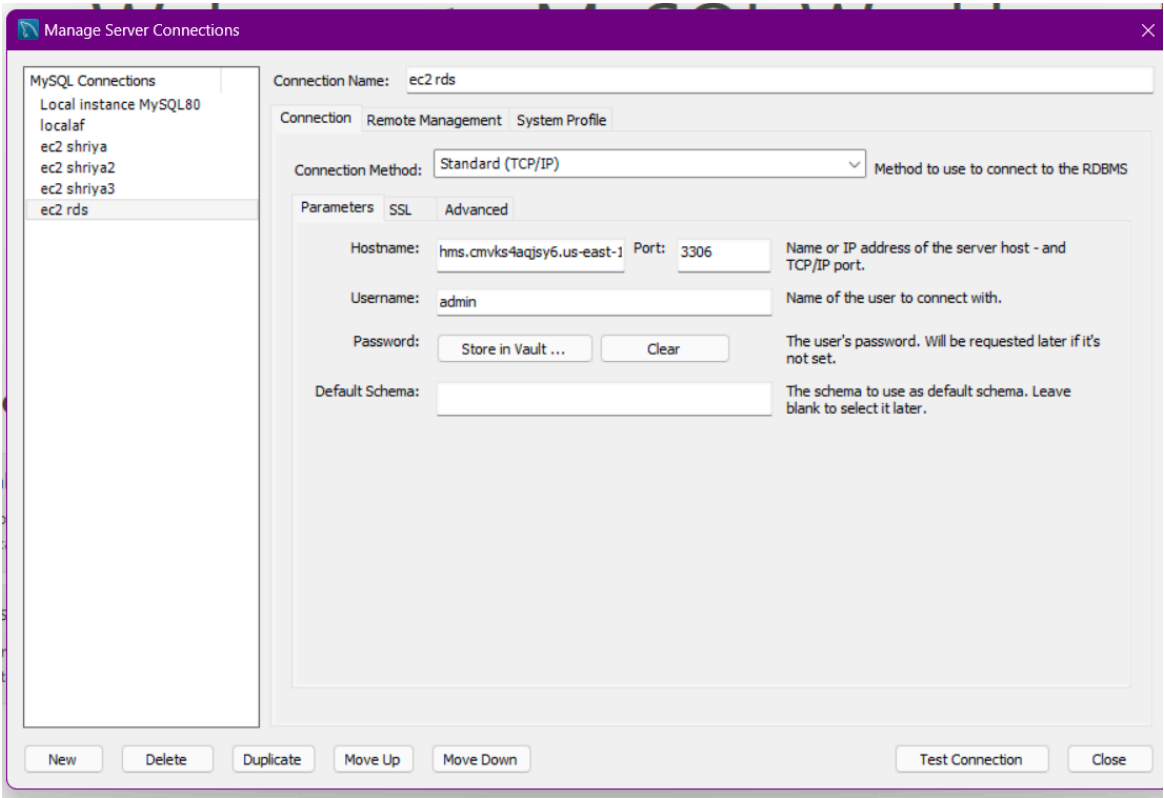 Manage Server Connections
MySQL Connections
Local instance MySQL80
localaf
ec2 shriya
ec2 shriya2
ec2 shriya3
ec2 rds
Connection Name: ec2 rds
Connection Remote Management System Profile
Connection Method: Standard (TCP/IP) Method to use to connect to the RDBMS
Parameters SSL Advanced
Hostname: hms.cmvks4aqjsy6.us-east-1 Port: 3306 Name or IP address of the server host - and
TCP/IP port.
Username: admin Name of the user to connect with.
Password: Store in Vault ... Clear The user's password. Will be requested later if it's
not set.
Default Schema: The schema to use as default schema. Leave
blank to select it later.
New Delete Duplicate Move Up Move Down Test Connection Close